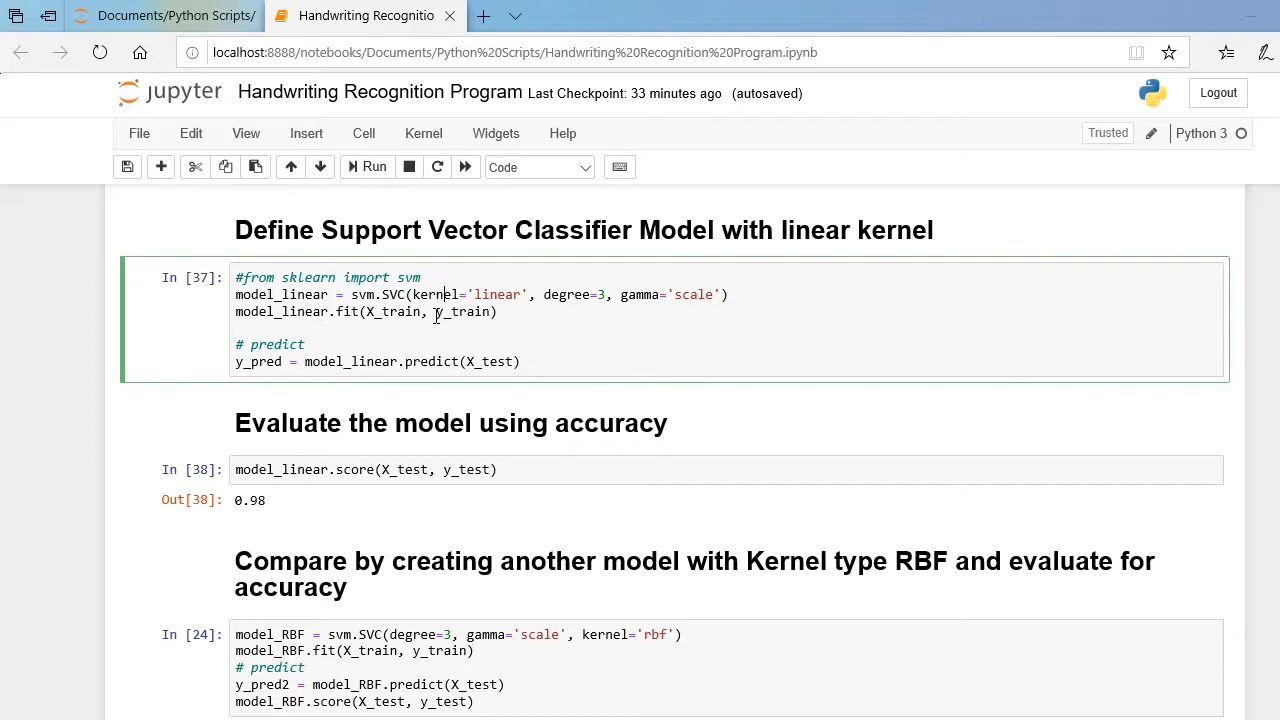 Documents/Python Scripts/
Handwriting Recognitio
localhost:8888/notebooks/Documents/Python%20Scripts/Handwriting%20Recognition%20Program.ipynb
jupyter Handwriting Recognition Program Last Checkpoint: 33 minutes ago (autosaved)
Logout
File Edit View Insert Cell Kernel Widgets Help
Trusted
Python 3
Run
Code
Define Support Vector Classifier Model with linear kernel
In [37]: #from sklearn import svm
model_linear = svm.SVC(kernel='linear', degree=3, gamma='scale')
model_linear.fit(X_train, y_train)
# predict
y_pred = model_linear.predict(X_test)
Evaluate the model using accuracy
In [38]: model_linear.score(X_test, y_test)
Out[38]: 0.98
Compare by creating another model with Kernel type RBF and evaluate for
accuracy
In [24]: model_RBF = svm.SVC(degree=3, gamma='scale', kernel='rbf')
model_RBF.fit(X_train, y_train)
# predict
y_pred2 = model_RBF.predict(X_test)
model_RBF.score(X_test, y_test)